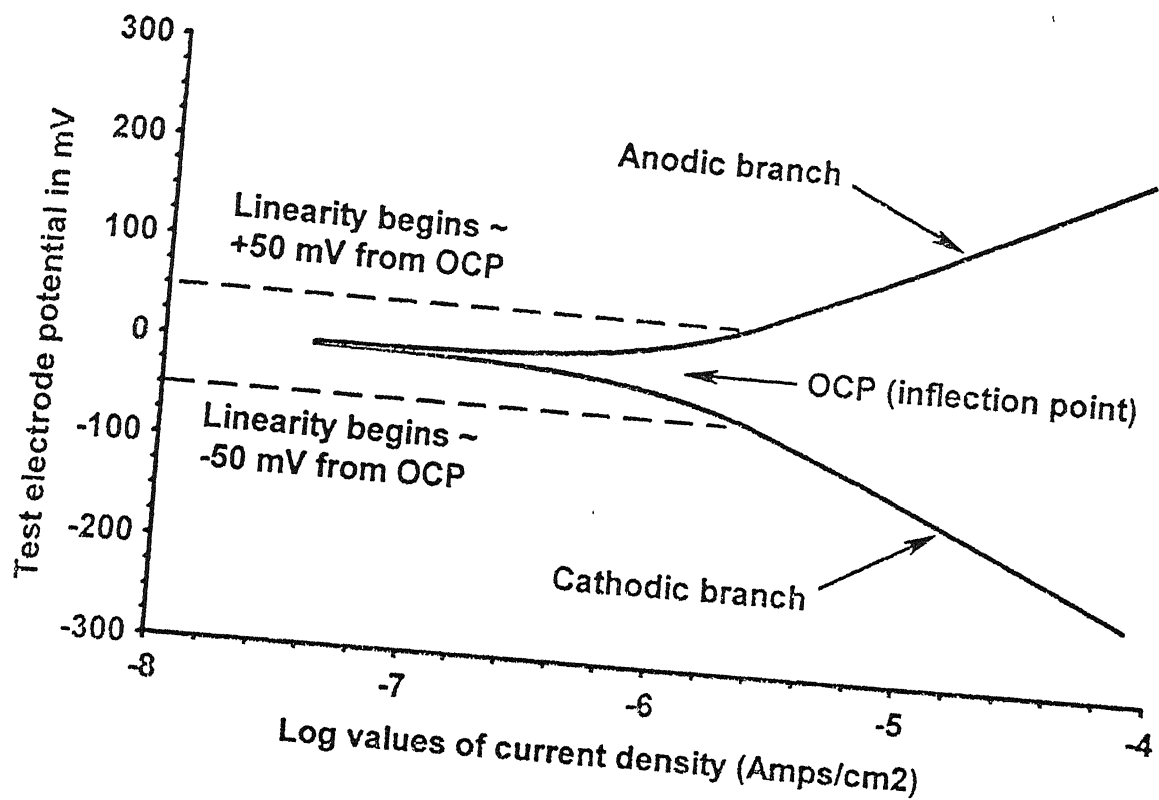 300
200
100
0
-100
-200
-300
Test electrode potential in mV
Anodic branch
Linearity begins ~
+50 mV from OCP
OCP (inflection point)
Linearity begins ~
-50 mV from OCP
Cathodic branch
-8
-7
-6
-5
-4
Log values of current density (Amps/cm2)